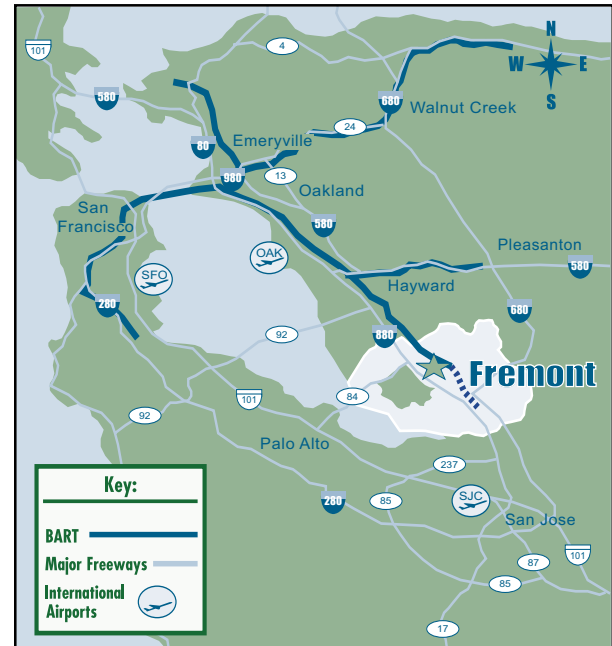 101
4
N
W E
S
580
680
Walnut Creek
80
Emeryville
24
980
13
Oakland
San
Francisco
580
OAK
Pleasanton
SFO
580
Hayward
280
680
92
880
Fremont
84
101
92
Palo Alto
237
280
85
SJC
San Jose
101
87
85
17
Key:
BART
Major Freeways
International
Airports